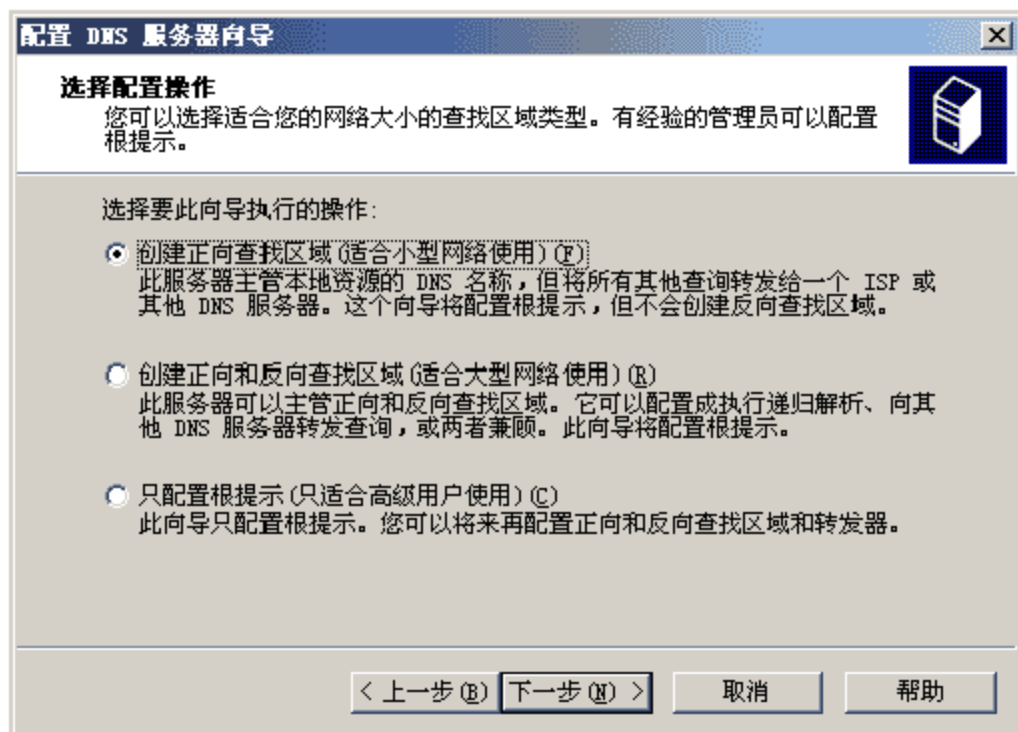 配置 DNS 服务器向导
选择配置操作
您可以选择适合您的网络大小的查找区域类型。有经验的管理员可以配置
根提示。
选择要此向导执行的操作:
创建正向查找区域(适合小型网络使用)(F)
此服务器主管本地资源的 DNS 名称，但将所有其他查询转发给一个 ISP 或
其他 DNS 服务器。这个向导将配置根提示，但不会创建反向查找区域。
创建正向和反向查找区域(适合大型网络使用)(R)
此服务器可以主管正向和反向查找区域。它可以配置成执行递归解析、向其
他 DNS 服务器转发查询，或两者兼顾。此向导将配置根提示。
只配置根提示(只适合高级用户使用)(C)
此向导只配置根提示。您可以将来再配置正向和反向查找区域和转发器。
< 上一步(B) 下一步(N) > 取消 帮助